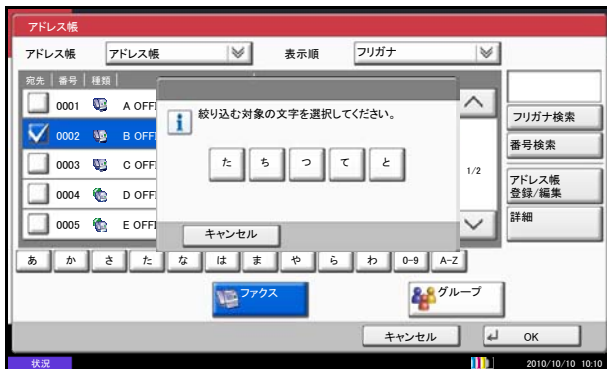 アドレス帳
アドレス帳 アドレス帳 表示順 フリガナ
宛先 番号 種類
0001 A OFFI
フリガナ検索
0002 B OFFI
番号検索
0003 C OFFI
1/2
アドレス帳
登録/編集
0004 D OFFI
詳細
0005 E OFFI
絞り込む対象の文字を選択してください。
た ち つ て と
キャンセル
あ か さ た な は ま や ら わ 0-9 A-Z
ファクス グループ
キャンセル OK
状況 2010/10/10 10:10